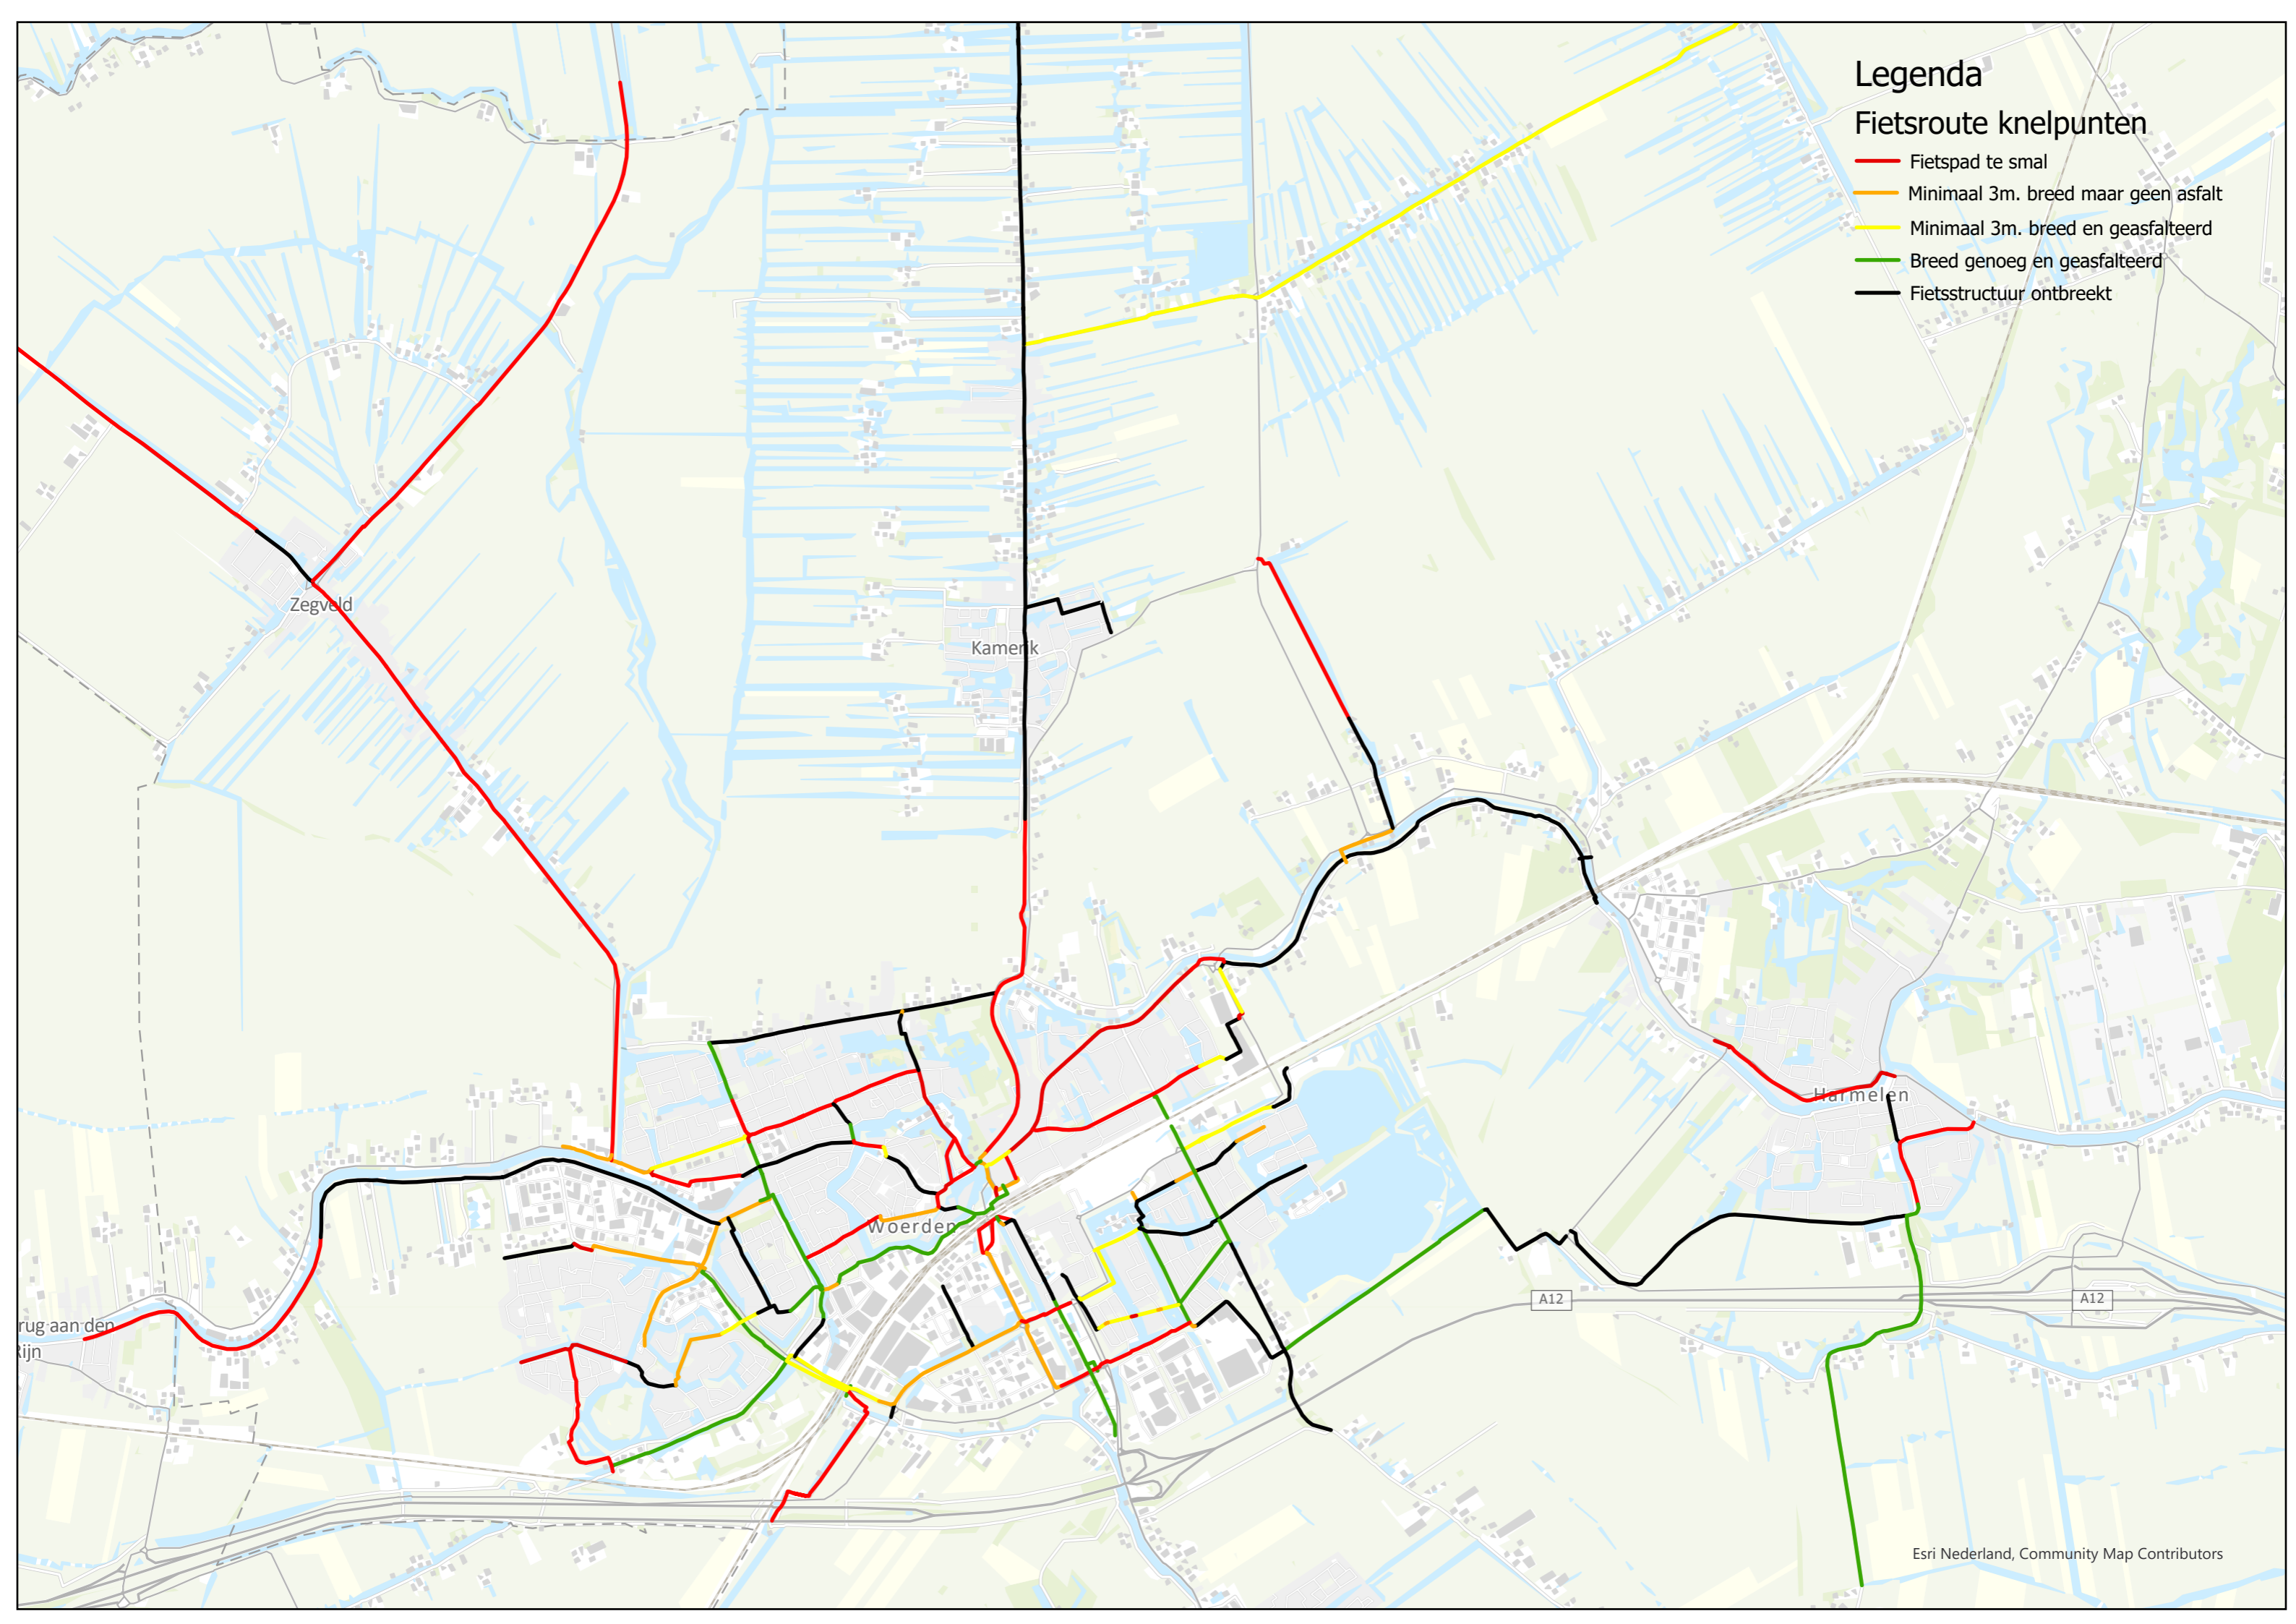 Legenda
Fietsroute knelpunten
Fietspad te smal
Minimaal 3m. breed maar geen asfalt
Minimaal 3m. breed en geasfalteerd
Breed genoeg en geasfalteerd
Fietsstructuur ontbreekt
Zegveld
Kamerik
Harmelen
Woerden
A12
A12
rug aan den
Rijn
Esri Nederland, Community Map Contributors